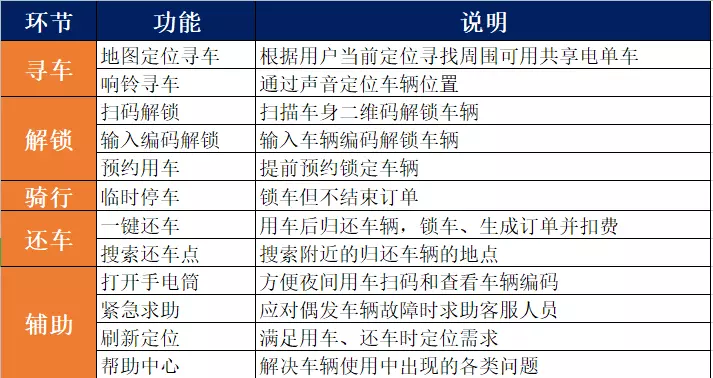 环节 功能 说明
寻车 地图定位寻车 根据用户当前定位寻找周围可用共享电单车
响铃寻车 通过声音定位车辆位置
解锁 扫码解锁 扫描车身二维码解锁车辆
输入编码解锁 输入车辆编码解锁车辆
预约用车 提前预约锁定车辆
骑行 临时停车 锁车但不结束订单
还车 一键还车 用车后归还车辆，锁车、生成订单并扣费
搜索还车点 搜索附近的归还车辆的地点
辅助 打开手电筒 方便夜间用车扫码和查看车辆编码
紧急求助 应对偶发车辆故障时求助客服人员
刷新定位 满足用车、还车时定位需求
帮助中心 解决车辆使用中出现的各类问题